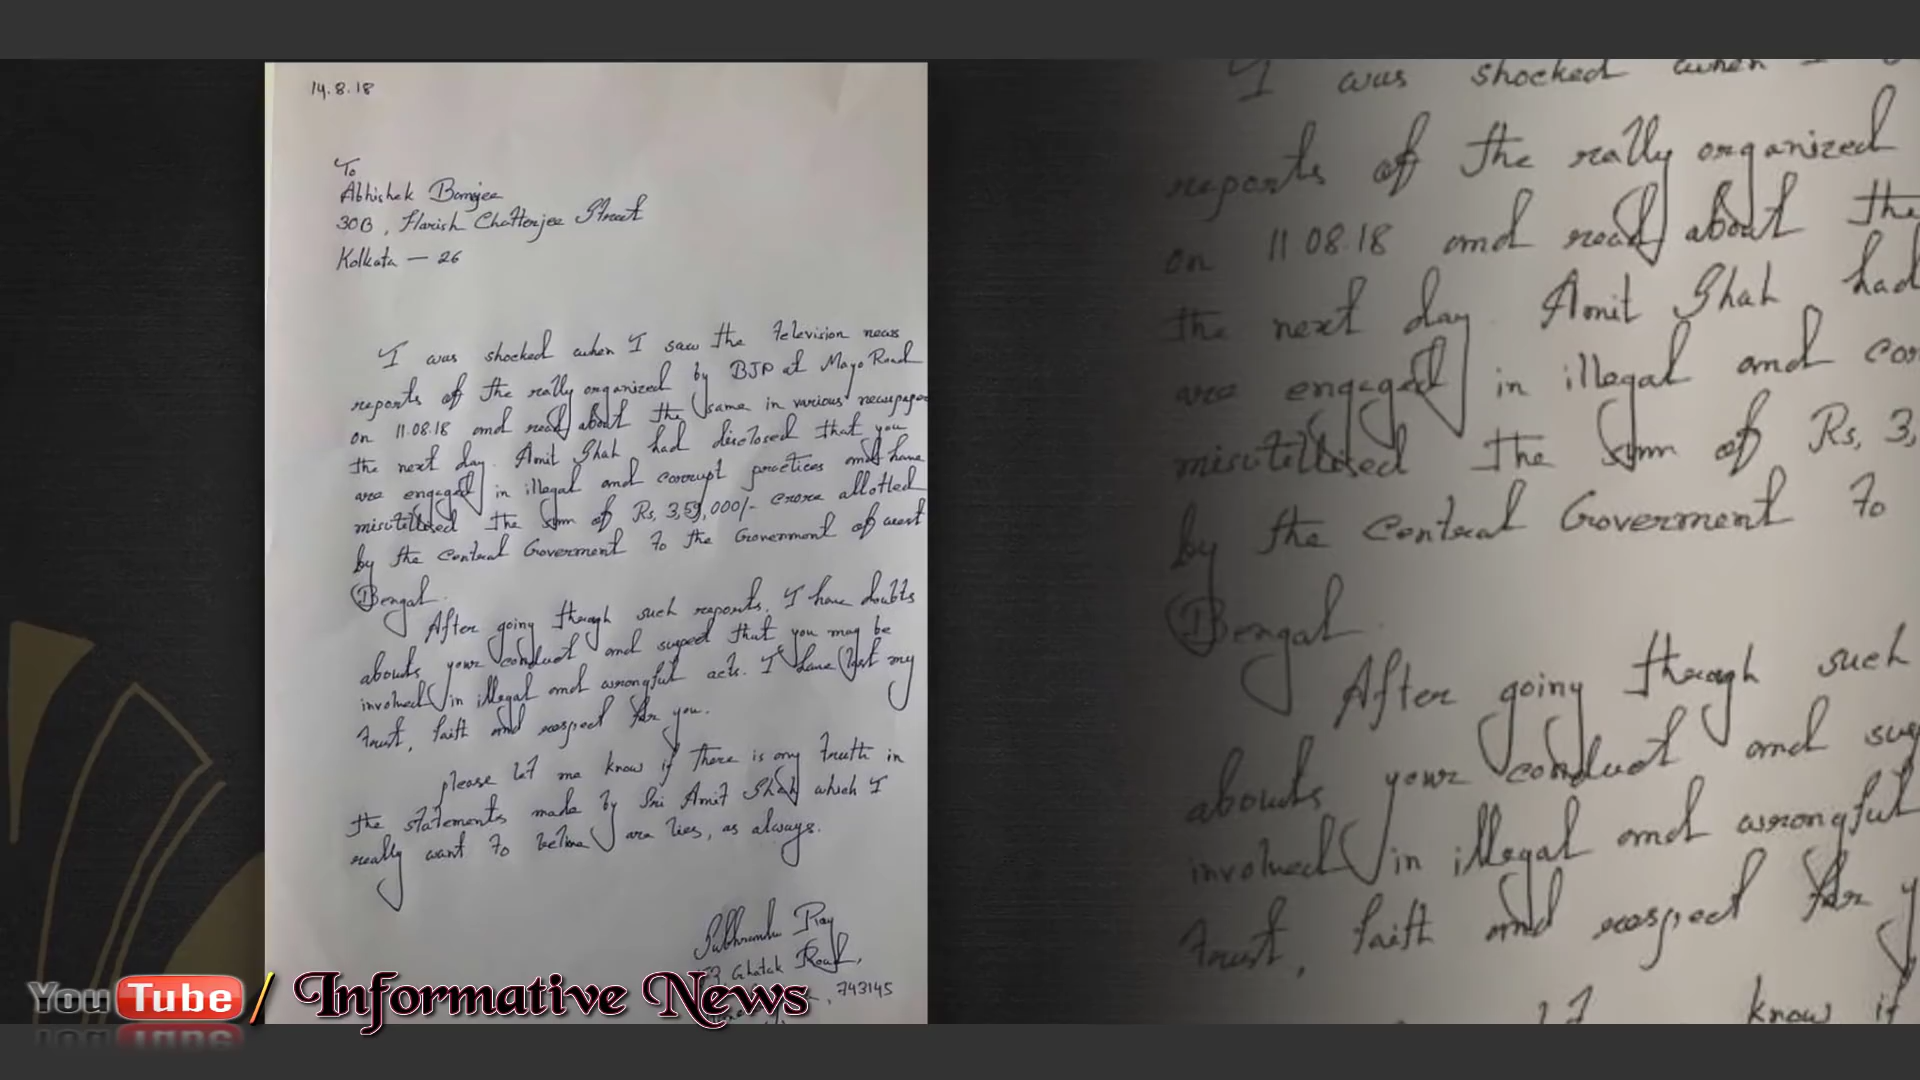 14.8.18
To
Abhishek Banerjee
30B, Harish Chatterjee Street
Kolkata — 26
I was shocked when I saw the television news
reports of the rally organized by BJP at Mayo Road
on 11.08.18 and read about the same in various newspaper
the next day. Amit Shah had disclosed that you
are engaged in illegal and corrupt practices and have
misutillised the sum of Rs, 3,59,000/- crore allotted
by the Central Goverment to the Government of west
Bengal.
After going through such reports, I have doubts
abouts your conduct and suspect that you may be
involved in illegal and wrongful acts. I have lost my
trust, faith and respect for you.
please let me know if there is any truth in
the statements made by Sri Amit Shah which I
really want to believe are lies, as always.
Subhranshu Ray
Ghatak Road,
, 743145
I was shocked when I
reports of the rally organized
on 11 08.18 and read about the
the next day. Amit Shah had
are engaged in illegal and
misutillised the sum of Rs, 3,
by the Central Goverment to
Bengal.
After going through such
abouts your conduct and
involved in illegal and wrongful
trust, faith and respect for
know if
YouTube / Informative News